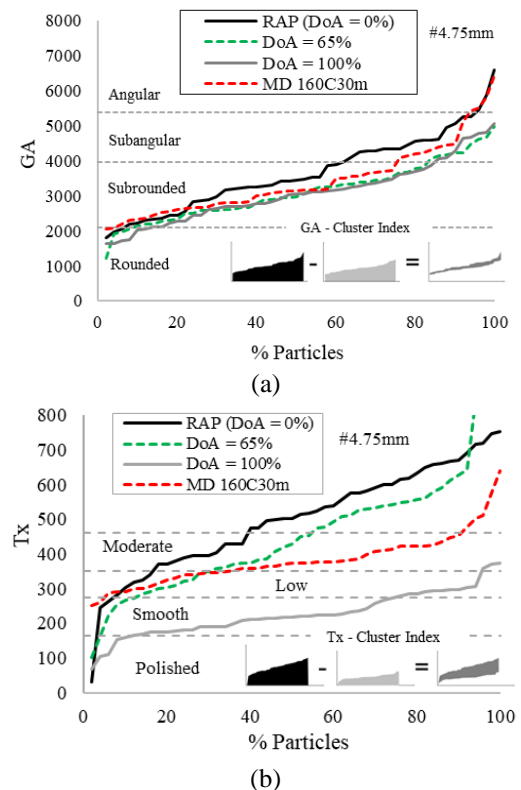 RAP (DoA = 0%)
DoA = 65%
DoA = 100%
MD 160C30m
#4.75mm
8000
7000
6000
5000
4000
3000
2000
1000
0
GA
Angular
Subangular
Subrounded
Rounded
GA - Cluster Index
- =
0 20 40 60 80 100
% Particles
(a)
RAP (DoA = 0%)
DoA = 65%
DoA = 100%
MD 160C30m
#4.75mm
800
700
600
500
400
300
200
100
0
Tx
Moderate
Low
Smooth
Polished
Tx - Cluster Index
- =
0 20 40 60 80 100
% Particles
(b)